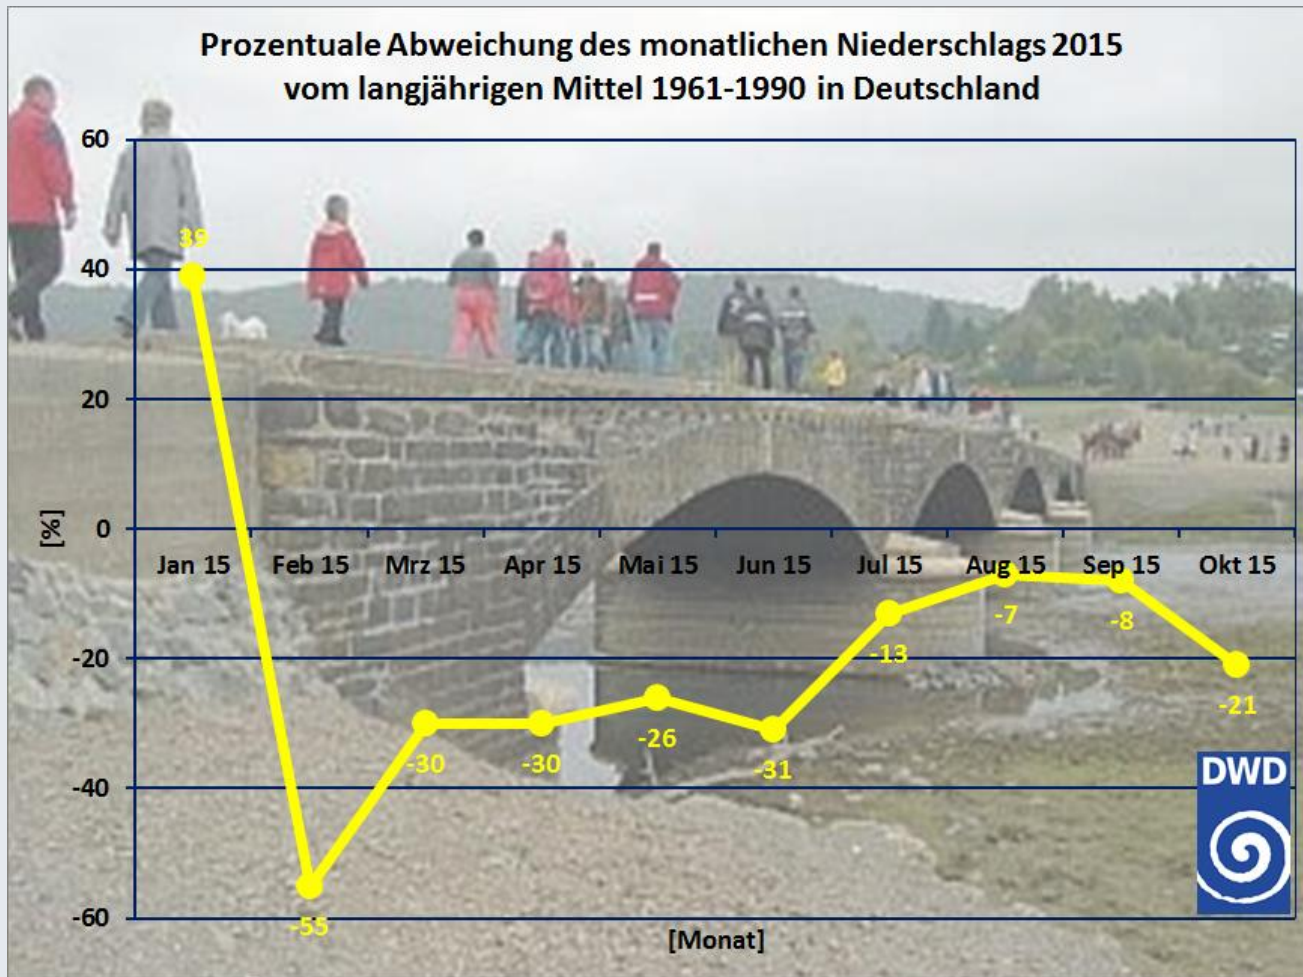 Prozentuale Abweichung des monatlichen Niederschlags 2015
vom langjährigen Mittel 1961-1990 in Deutschland
60
39
40
20
[%]
0
Jan 15 Feb 15 Mrz 15 Apr 15 Mai 15 Jun 15 Jul 15 Aug 15 Sep 15 Okt 15
-7 -8
-20
-13
-21
-26
-30 -30 -31
DWD
-40
-60
-55
[Monat]